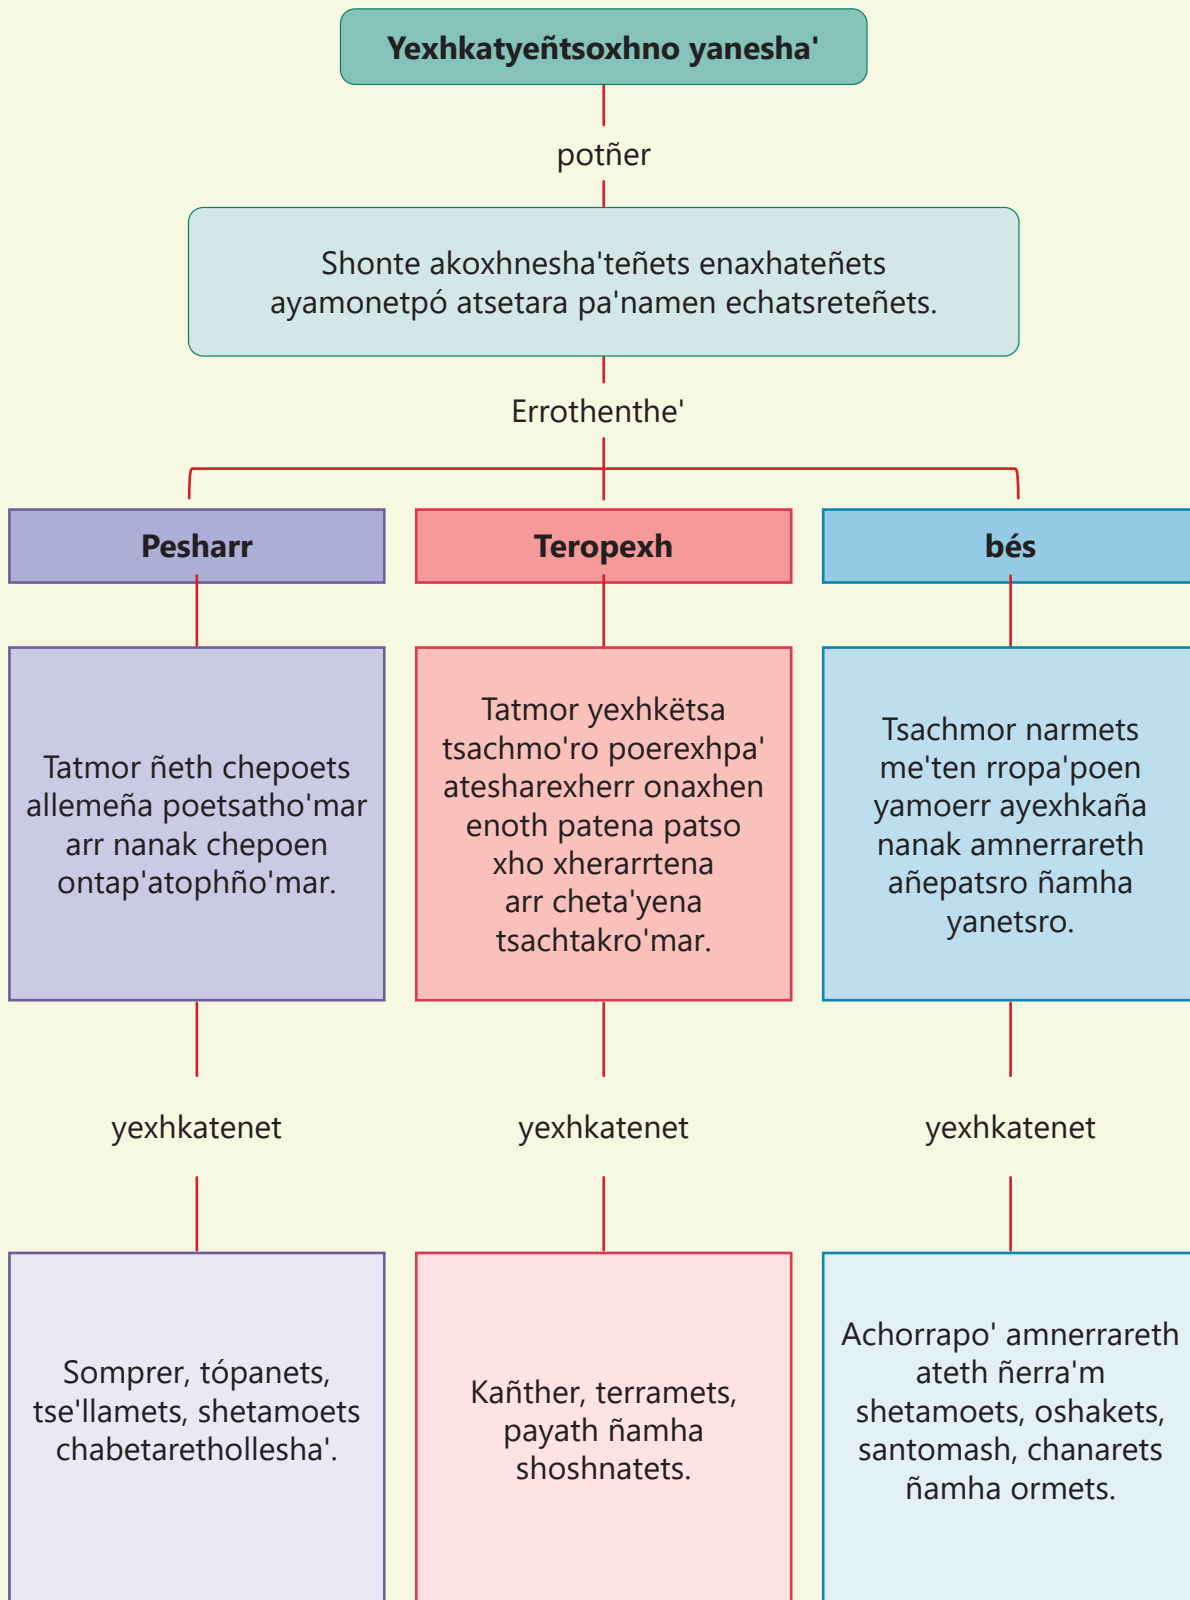 Yexhkatyeñtsoxhno yanesha'
potñer
Shonte akoxhnesha'teñets enaxhateñets
ayamonetpó atsetara pa'namen echatsreteñets.
Errothenthe'
Pesharr
Tatmor ñeth chepoets
allemeña poetsatho'mar
arr nanak chepoen
ontap'atophño'mar.
yexhkatenet
Somprer, tópanets,
tse'llamets, shetamoets
chabetarethollesha'.
Teropexh
Tatmor yexhkëtsa
tsachmo'ro poerexhpa'
atesharexherr onaxhen
enoth patena patso
xho xherarrtena
arr cheta'yena
tsachtakro'mar.
yexhkatenet
Kañther, terramets,
payath ñamha
shoshnatets.
bés
Tsachmor narmets
me'ten rropa'poen
yamoerr ayexhkaña
nanak amnerrareth
añepatsro ñamha
yanetsro.
yexhkatenet
Achorrapo' amnerrareth
ateth ñerra'm
shetamoets, oshakets,
santomash, chanarets
ñamha ormets.